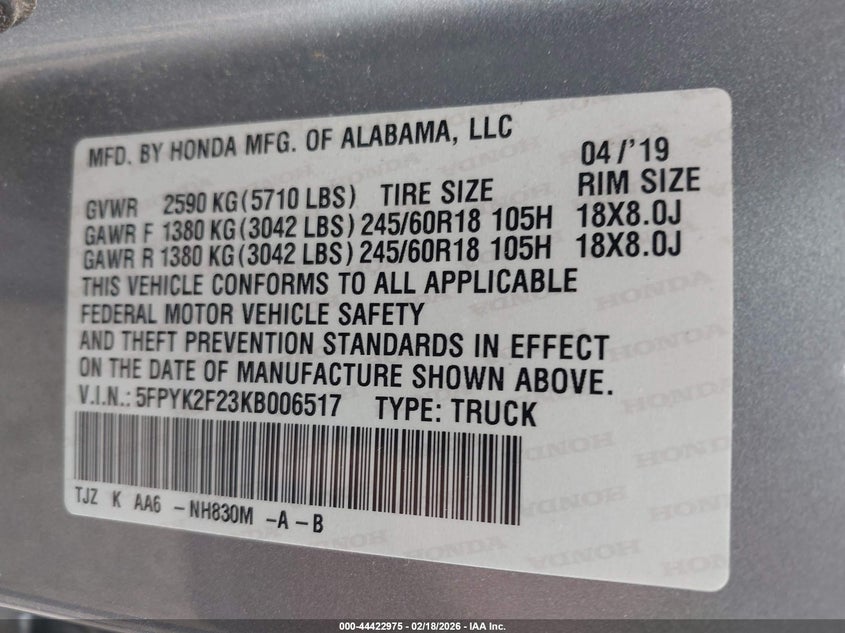 MFD. BY HONDA MFG. OF ALABAMA, LLC 04/'19
GVWR 2590 KG (5710 LBS) TIRE SIZE RIM SIZE
GAWR F 1380 KG (3042 LBS) 245/60R18 105H 18X8.0J
GAWR R 1380 KG (3042 LBS) 245/60R18 105H 18X8.0J
THIS VEHICLE CONFORMS TO ALL APPLICABLE
FEDERAL MOTOR VEHICLE SAFETY
AND THEFT PREVENTION STANDARDS IN EFFECT
ON THE DATE OF MANUFACTURE SHOWN ABOVE.
V.I.N.: 5FPYK2F23KB006517 TYPE: TRUCK
TJZ K AA6 -NH830M -A -B
000-44422975 - 02/18/2026 - IAA Inc.